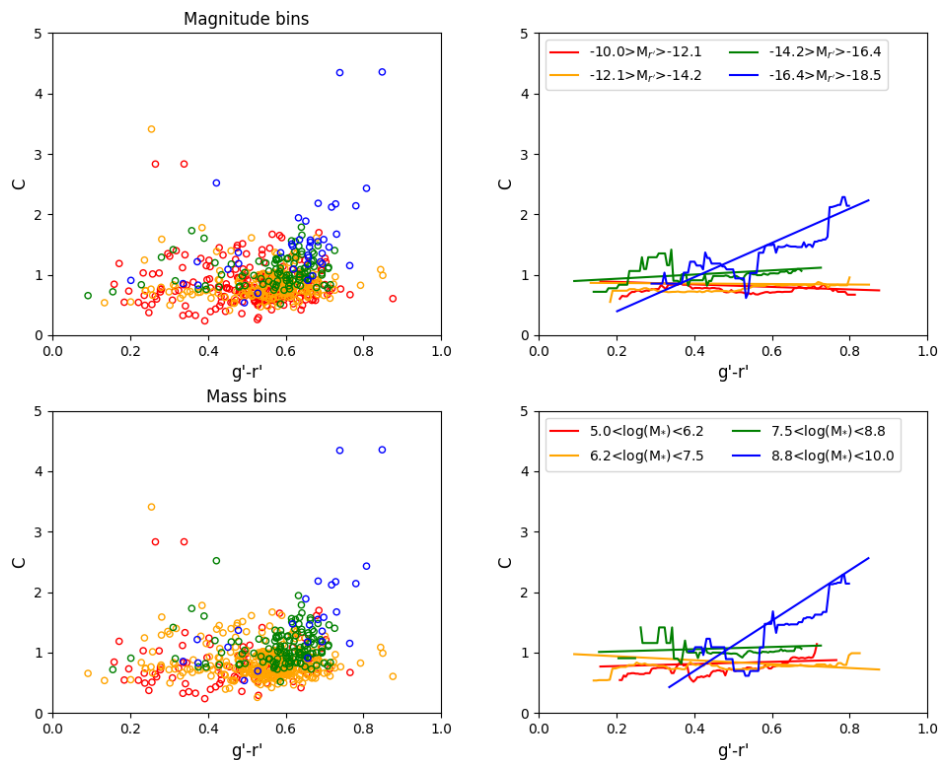 Magnitude bins
5
4
3
2
1
0
C
0.0 0.2 0.4 0.6 0.8 1.0
g'-r'
-10.0>Mr'>-12.1 -14.2>Mr'>-16.4
-12.1>Mr'>-14.2 -16.4>Mr'>-18.5
5
4
3
2
1
0
C
0.0 0.2 0.4 0.6 0.8 1.0
g'-r'
Mass bins
5
4
3
2
1
0
C
0.0 0.2 0.4 0.6 0.8 1.0
g'-r'
5.0<log(M*)<6.2 7.5<log(M*)<8.8
6.2<log(M*)<7.5 8.8<log(M*)<10.0
5
4
3
2
1
0
C
0.0 0.2 0.4 0.6 0.8 1.0
g'-r'